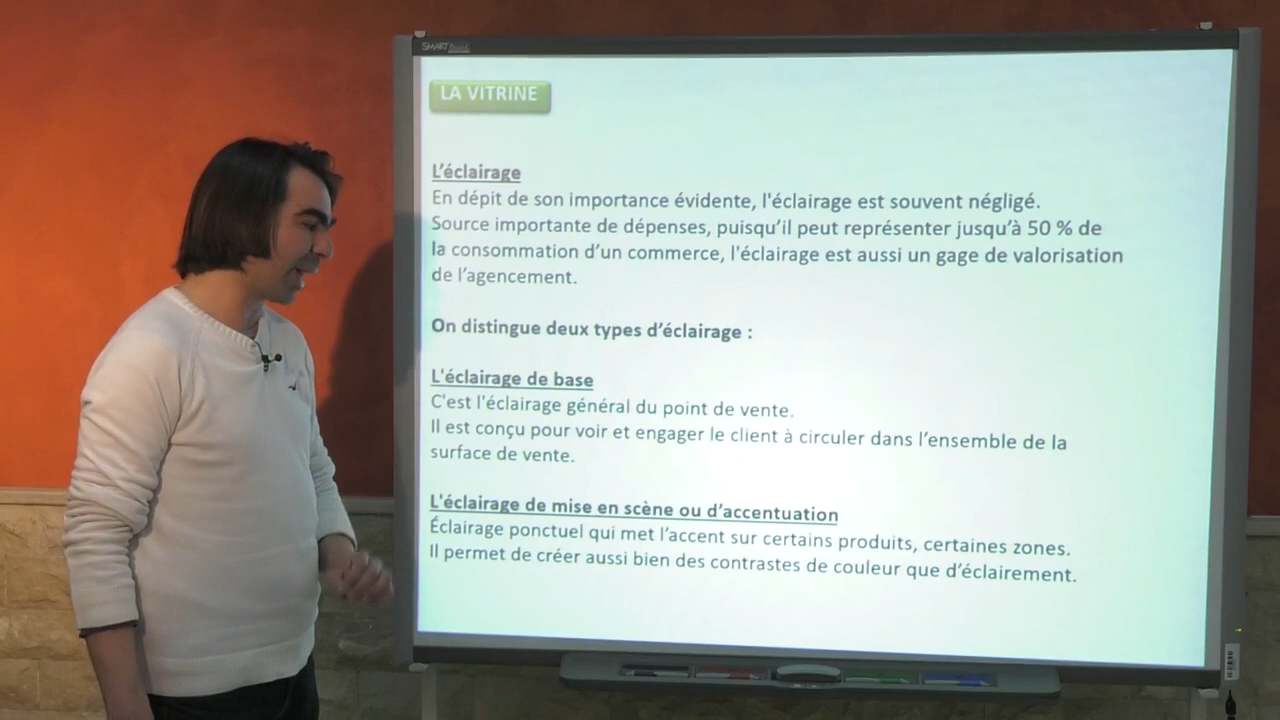 SMART Board
LA VITRINE
L'éclairage
En dépit de son importance évidente, l'éclairage est souvent négligé.
Source importante de dépenses, puisqu'il peut représenter jusqu'à 50 % de
la consommation d'un commerce, l'éclairage est aussi un gage de valorisation
de l'agencement.
On distingue deux types d'éclairage :
L'éclairage de base
C'est l'éclairage général du point de vente.
Il est conçu pour voir et engager le client à circuler dans l'ensemble de la
surface de vente.
L'éclairage de mise en scène ou d'accentuation
Éclairage ponctuel qui met l'accent sur certains produits, certaines zones.
Il permet de créer aussi bien des contrastes de couleur que d'éclairement.